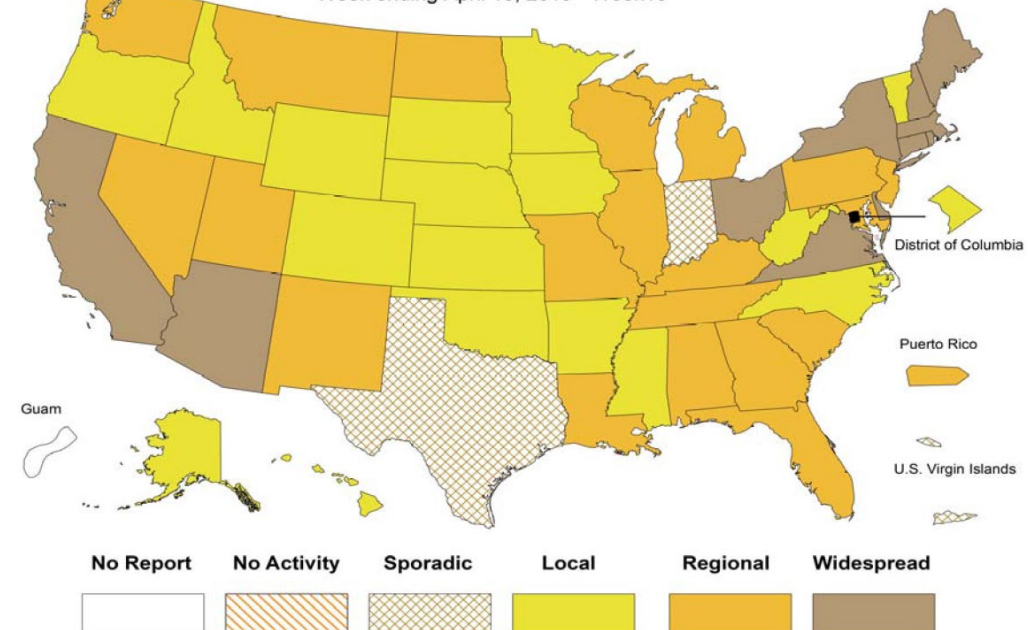 District of Columbia
Puerto Rico
Guam
U.S. Virgin Islands
No Report No Activity Sporadic Local Regional Widespread